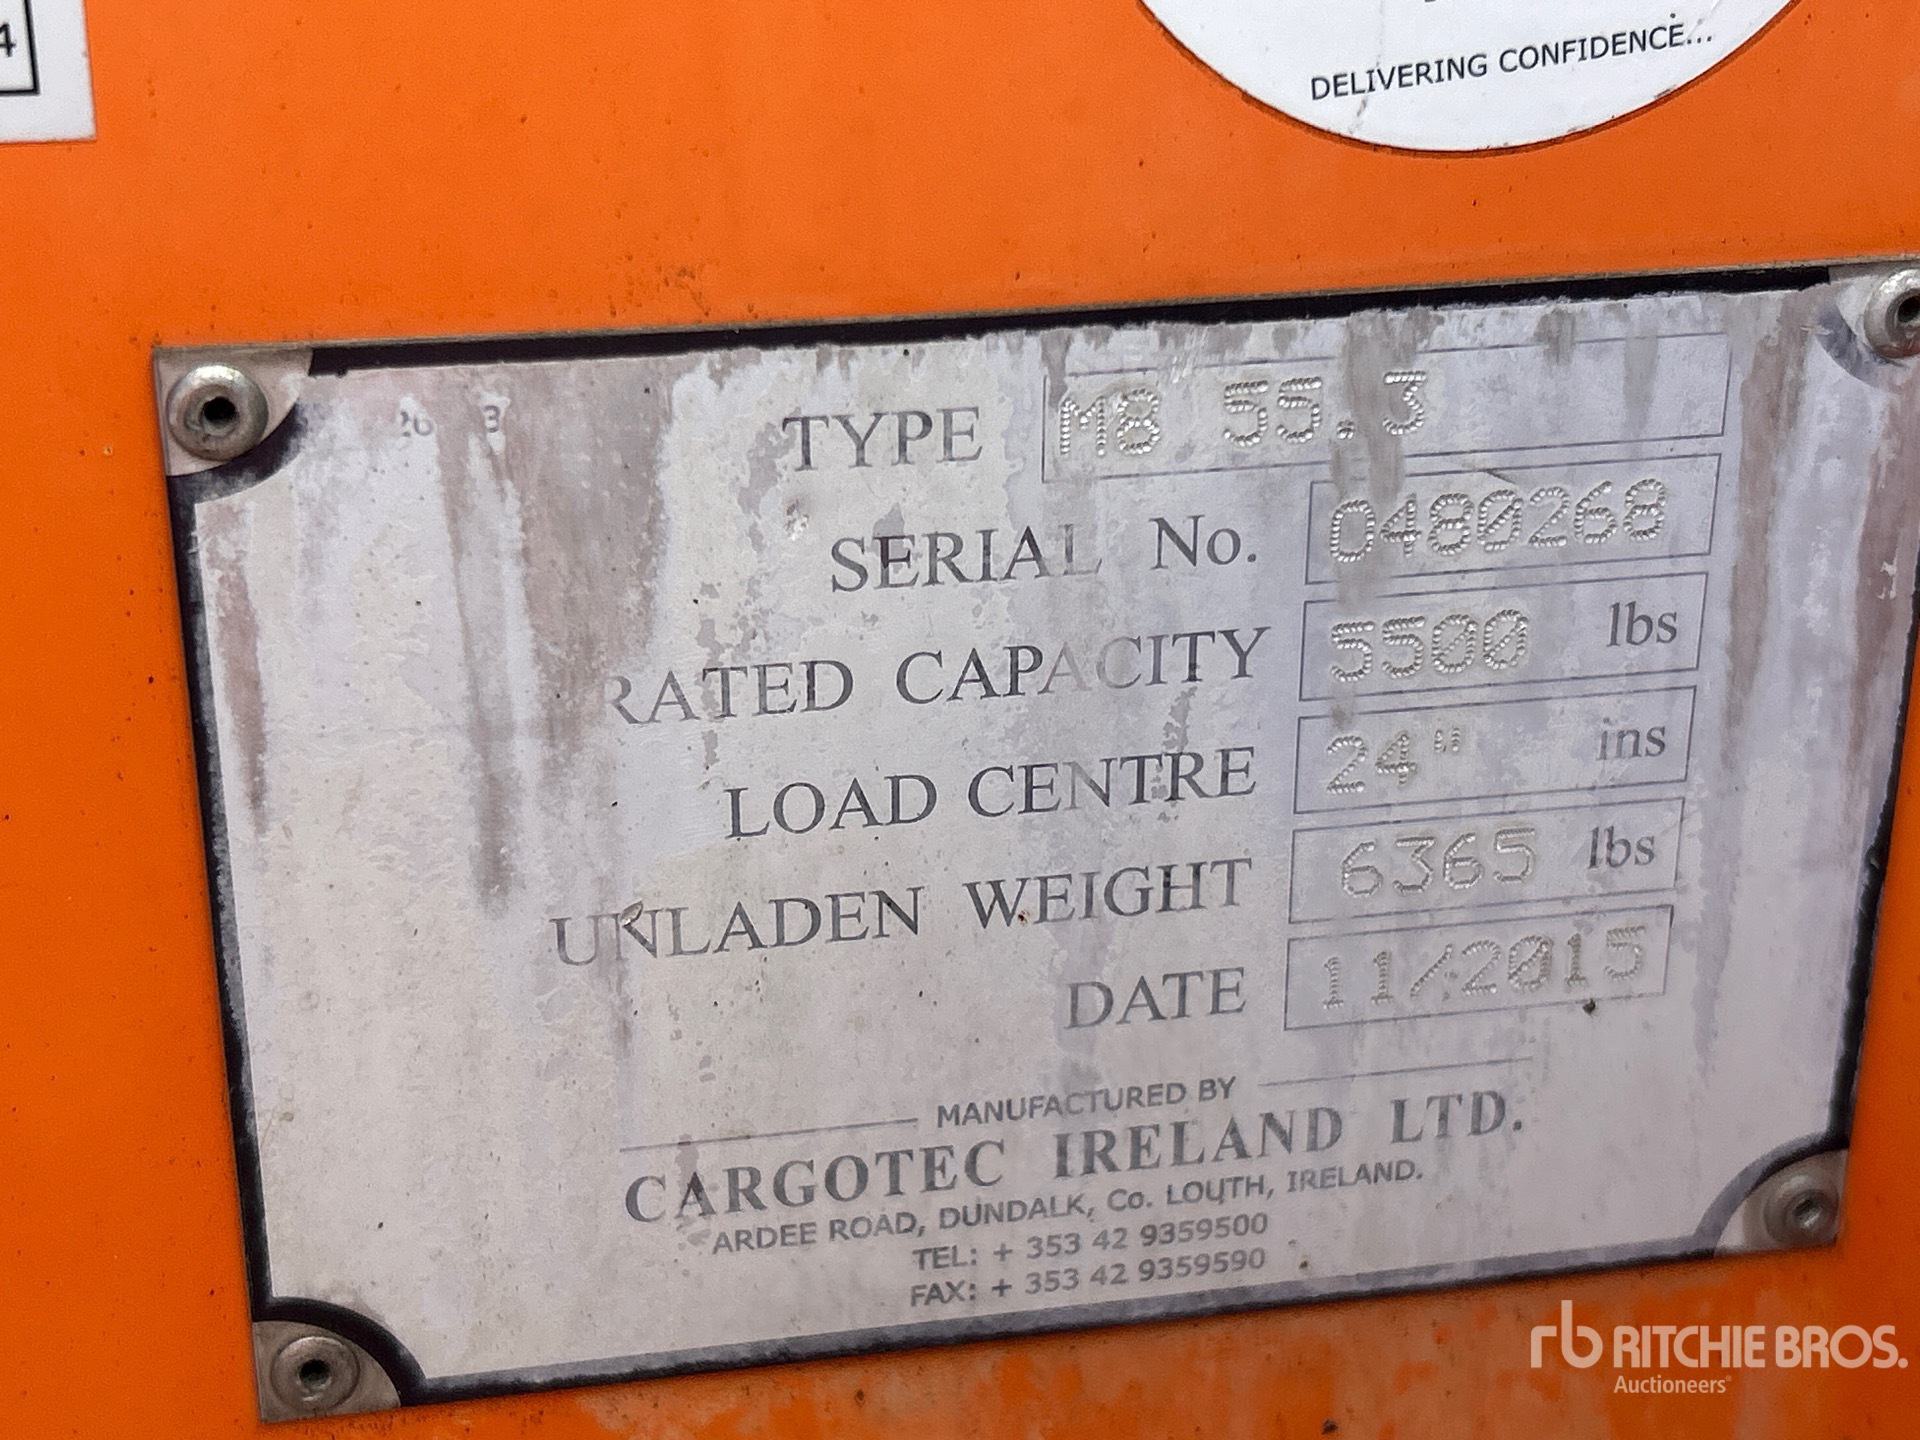 4
DELIVERING CONFIDENCE...
TYPE M8 55.3
SERIAL No. 0480268
RATED CAPACITY 5500 lbs
LOAD CENTRE 24" ins
UNLADEN WEIGHT 6365 lbs
DATE 11/2015
MANUFACTURED BY
CARGOTEC IRELAND LTD.
ARDEE ROAD, DUNDALK, Co. LOUTH, IRELAND.
TEL: + 353 42 9359500
FAX: + 353 42 9359590
rb RITCHIE BROS.
Auctioneers